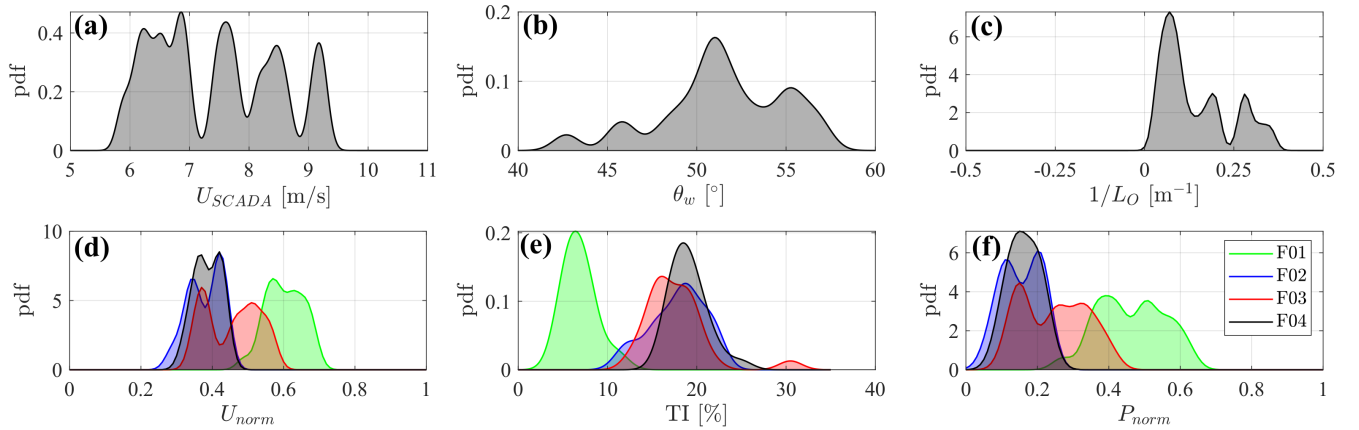 (a)
pdf
0.4
0.2
0
5 6 7 8 9 10 11
U_SCADA [m/s]
(b)
pdf
0.2
0.1
0
40 45 50 55 60
θ_w [°]
(c)
pdf
6
4
2
0
-0.5 -0.25 0 0.25 0.5
1/L_O [m⁻¹]
(d)
pdf
10
5
0
0 0.2 0.4 0.6 0.8 1
U_norm
(e)
pdf
0.2
0.1
0
0 10 20 30 40
TI [%]
(f)
pdf
6
4
2
0
0 0.2 0.4 0.6 0.8 1
P_norm
F01
F02
F03
F04